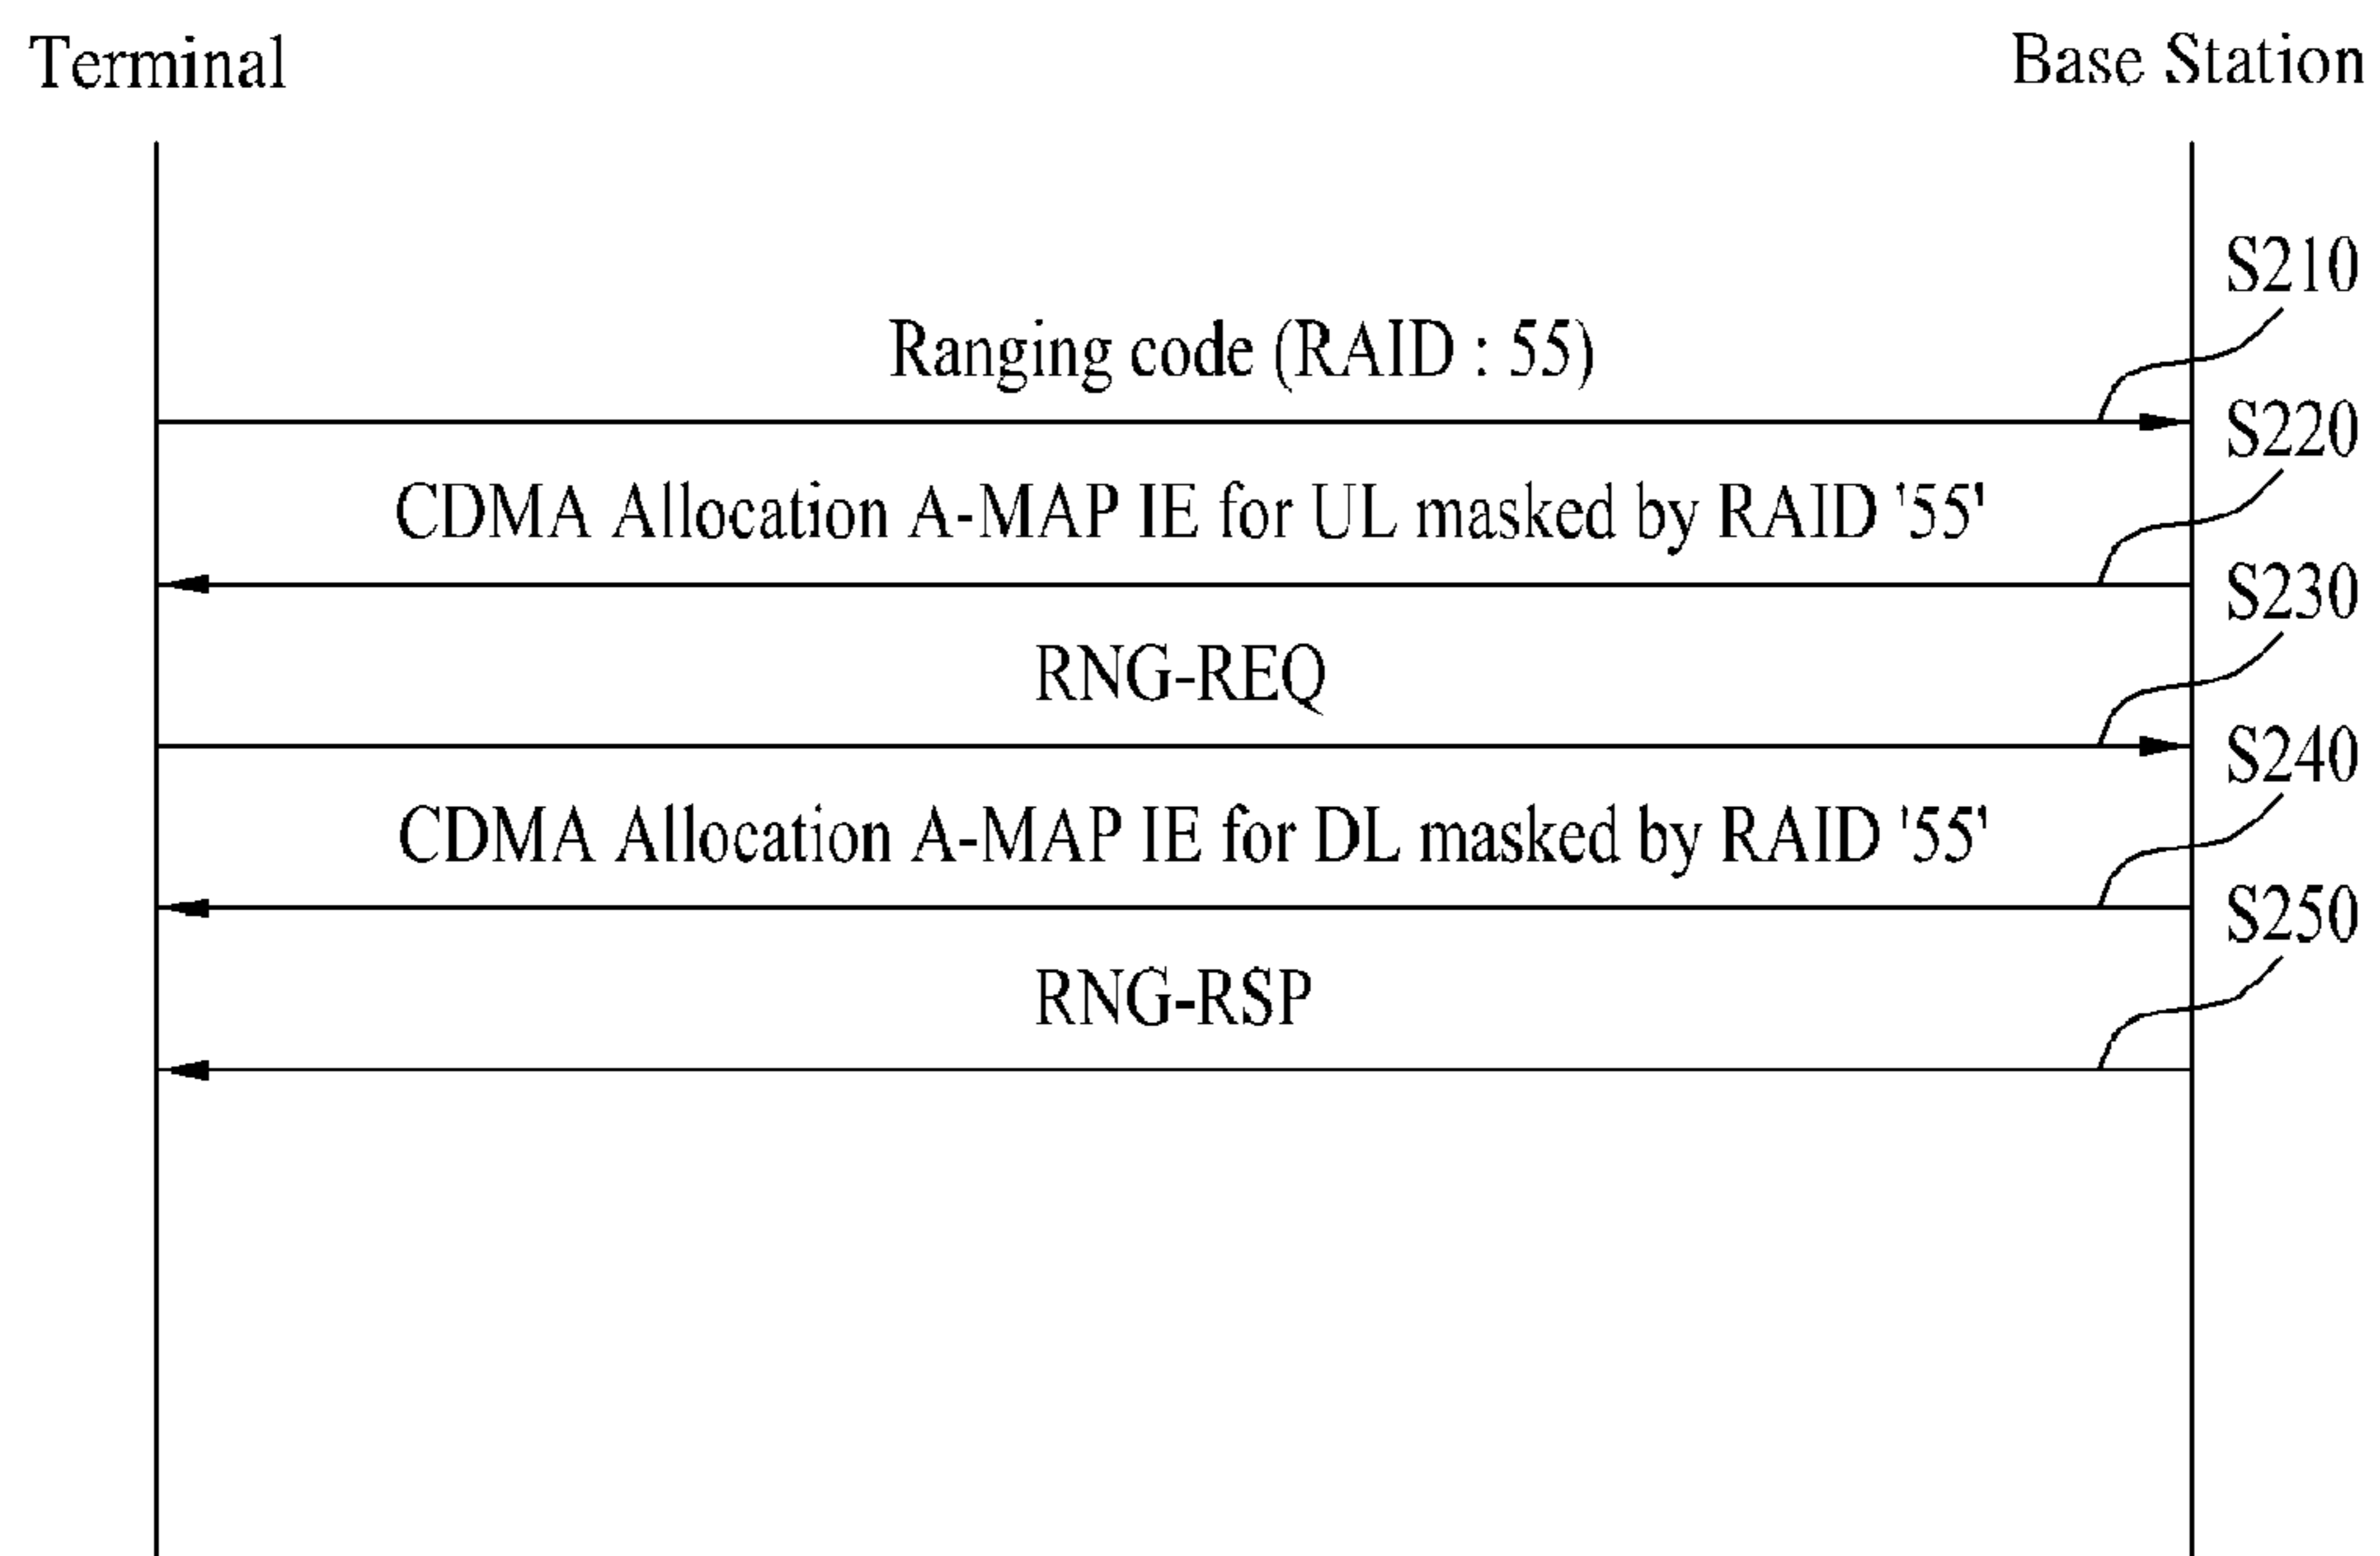 Terminal
Base Station
S210
Ranging code (RAID : 55)
S220
CDMA Allocation A-MAP IE for UL masked by RAID '55'
S230
RNG-REQ
S240
CDMA Allocation A-MAP IE for DL masked by RAID '55'
S250
RNG-RSP